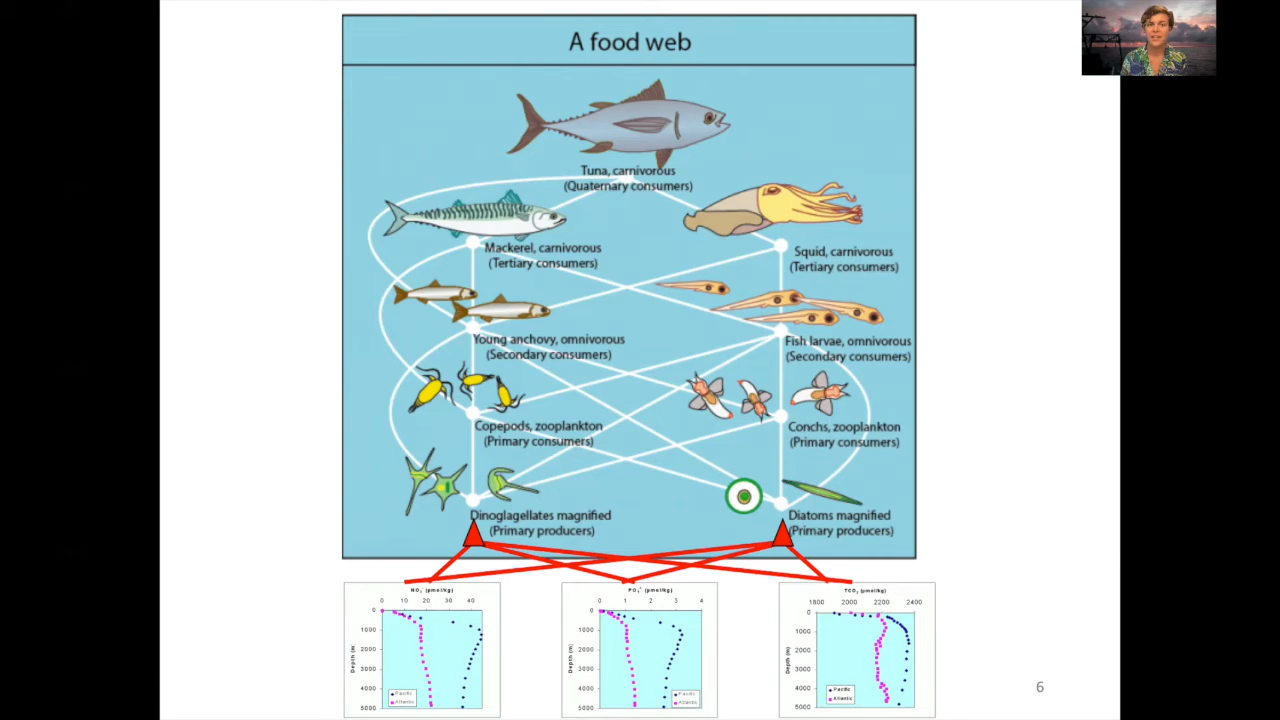 A food web
Tuna, carnivorous
(Quaternary consumers)
Mackerel, carnivorous
(Tertiary consumers)
Squid, carnivorous
(Tertiary consumers)
Young anchovy, omnivorous
(Secondary consumers)
Fish larvae, omnivorous
(Secondary consumers)
Copepods, zooplankton
(Primary consumers)
Conchs, zooplankton
(Primary consumers)
Dinoglagellates magnified
(Primary producers)
Diatoms magnified
(Primary producers)
NO₃ (µmol/kg)
0 10 20 30 40
0
1000
2000
3000
4000
5000
Depth (m)
Pacific
Atlantic
(µmol/kg)
0 1 2 3 4
0
1000
2000
3000
4000
5000
Depth (m)
Pacific
Atlantic
TCO₂ (µmol/kg)
1800 2000 2200 2400
0
1000
2000
3000
4000
5000
Depth (m)
Pacific
Atlantic
6